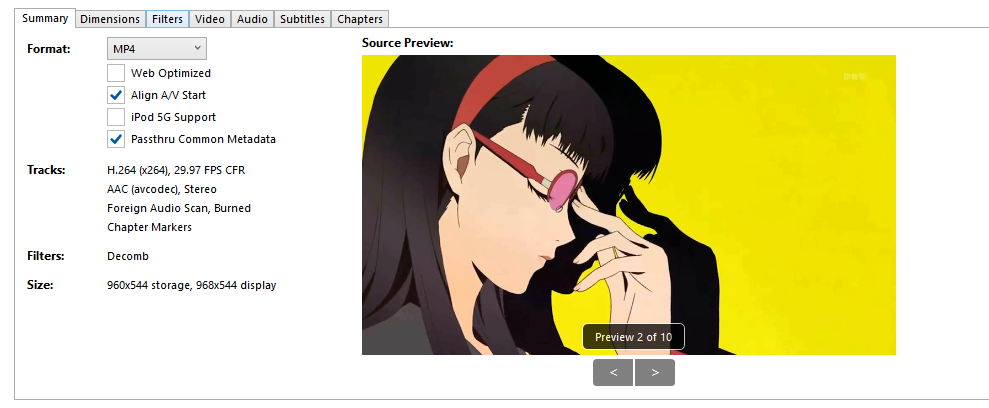 Summary
Dimensions
Filters
Video
Audio
Subtitles
Chapters
Format:
MP4
Web Optimized
Align A/V Start
iPod 5G Support
Passthru Common Metadata
Tracks:
H.264 (x264), 29.97 FPS CFR
AAC (avcodec), Stereo
Foreign Audio Scan, Burned
Chapter Markers
Filters:
Decomb
Size:
960x544 storage, 968x544 display
Source Preview:
Preview 2 of 10
<
>